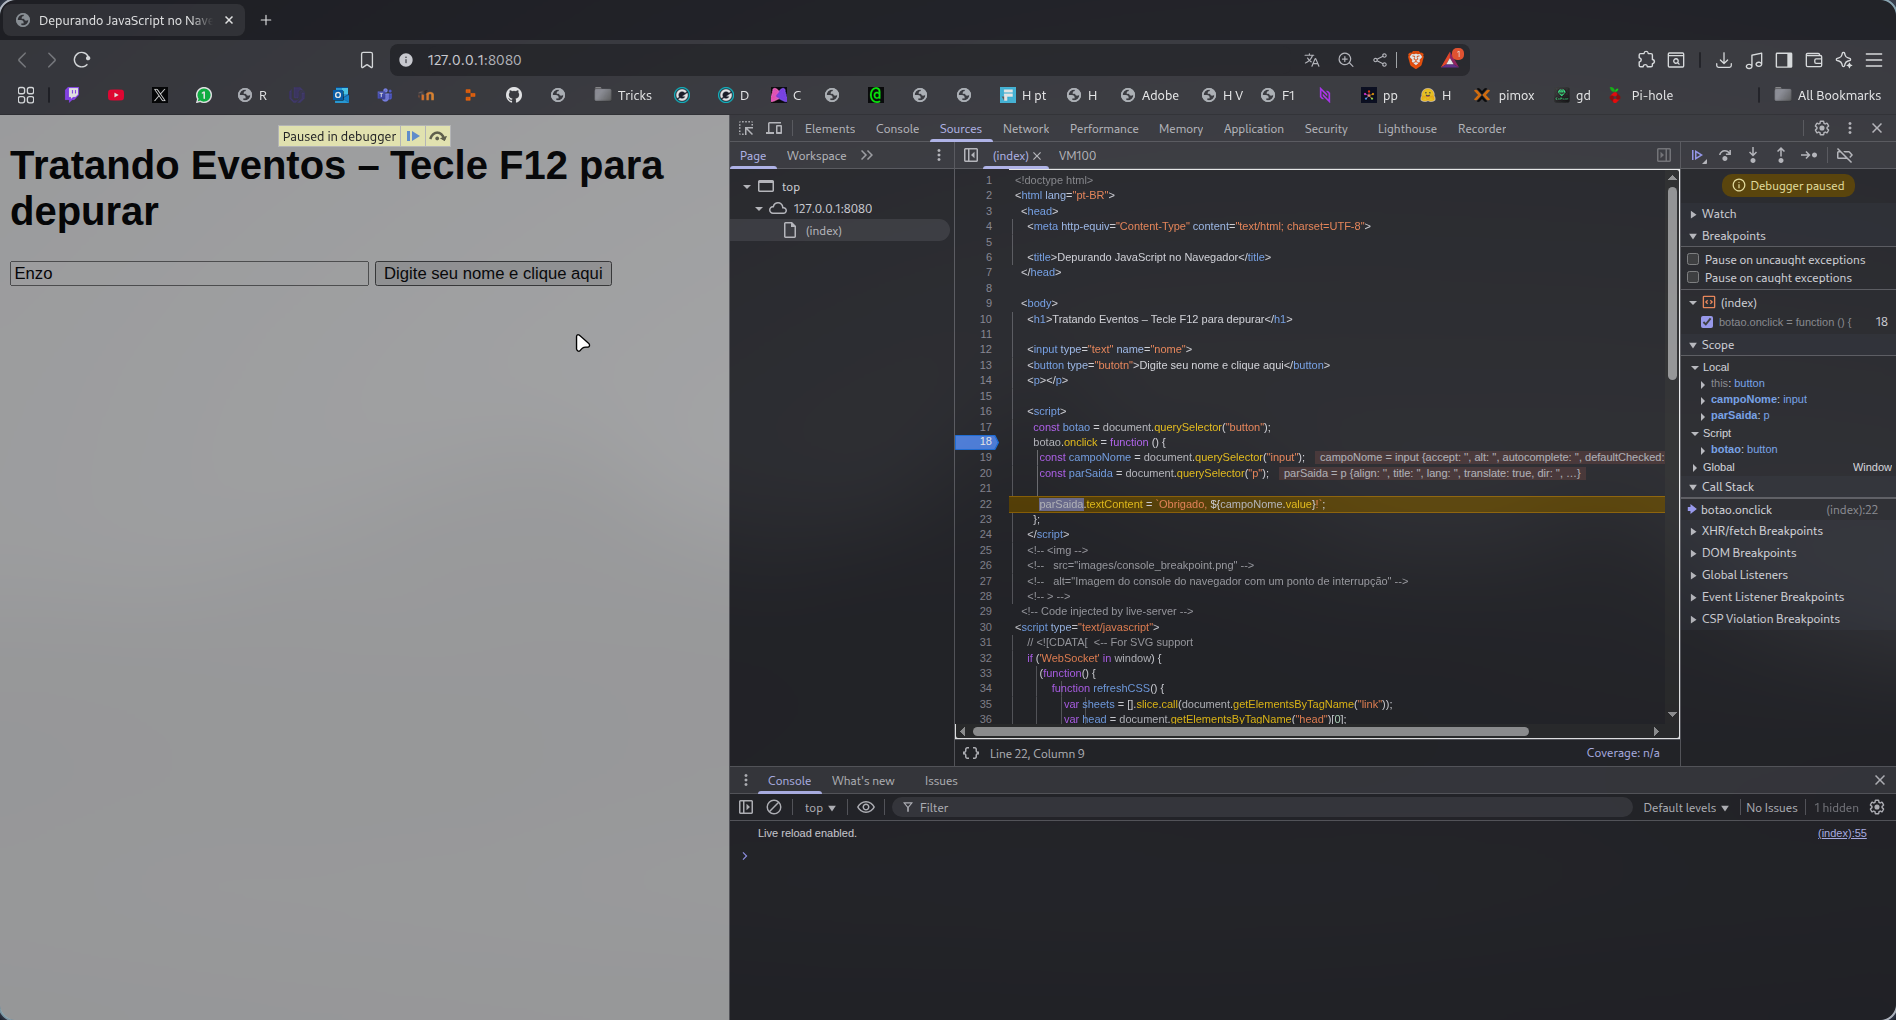 Depurando JavaScript no Nave
127.0.0.1:8080
1
1
R
Tricks
D
C
H pt
H
Adobe
H V
F1
pp
H
pimox
gd
Pi-hole
All Bookmarks
Paused in debugger
Tratando Eventos – Tecle F12 para
depurar
Enzo
Digite seu nome e clique aqui
Elements Console Sources Network Performance Memory Application Security Lighthouse Recorder
Page Workspace
(index)
VM100
top
127.0.0.1:8080
(index)
1 <!doctype html>
2 <html lang="pt-BR">
3 <head>
4 <meta http-equiv="Content-Type" content="text/html; charset=UTF-8">
5
6 <title>Depurando JavaScript no Navegador</title>
7 </head>
8
9 <body>
10 <h1>Tratando Eventos – Tecle F12 para depurar</h1>
11
12 <input type="text" name="nome">
13 <button type="butotn">Digite seu nome e clique aqui</button>
14 <p></p>
15
16 <script>
17 const botao = document.querySelector("button");
18 botao.onclick = function () {
19 const campoNome = document.querySelector("input"); campoNome = input {accept: '', alt: '', autocomplete: '', defaultChecked:
20 const parSaida = document.querySelector("p"); parSaida = p {align: '', title: '', lang: '', translate: true, dir: '', …}
21
22 parSaida.textContent = `Obrigado, ${campoNome.value}!`;
23 };
24 </script>
25 <!-- <img -->
26 <!-- src="images/console_breakpoint.png" -->
27 <!-- alt="Imagem do console do navegador com um ponto de interrupção" -->
28 <!-- > -->
29 <!-- Code injected by live-server -->
30 <script type="text/javascript">
31 // <![CDATA[ <-- For SVG support
32 if ('WebSocket' in window) {
33 (function() {
34 function refreshCSS() {
35 var sheets = [].slice.call(document.getElementsByTagName("link"));
36 var head = document.getElementsByTagName("head")[0];
{ } Line 22, Column 9
Coverage: n/a
Debugger paused
Watch
Breakpoints
Pause on uncaught exceptions
Pause on caught exceptions
(index)
botao.onclick = function () { 18
Scope
Local
this: button
campoNome: input
parSaida: p
Script
botao: button
Global Window
Call Stack
botao.onclick (index):22
XHR/fetch Breakpoints
DOM Breakpoints
Global Listeners
Event Listener Breakpoints
CSP Violation Breakpoints
Console What's new Issues
top
Filter
Default levels
No Issues
1 hidden
Live reload enabled.
(index):55